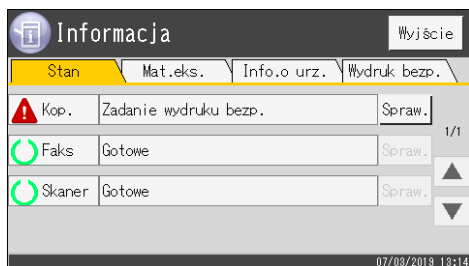 Informacja
Wyjście
Stan Mat.eks. Info.o urz. Wydruk bezp.
Kop. Zadanie wydruku bezp. Spraw.
1/1
Faks Gotowe Spraw.
Skaner Gotowe Spraw.
07/03/2019 13:14